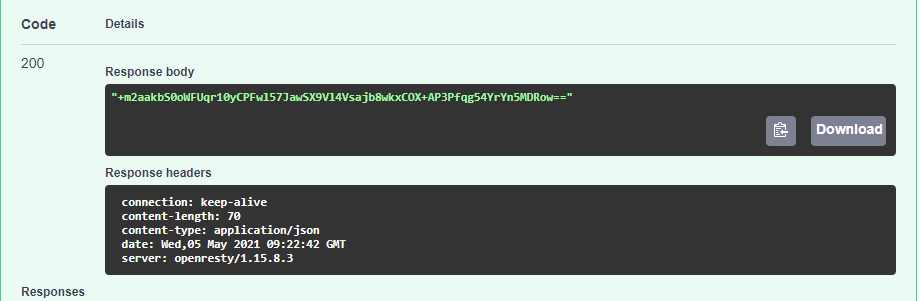 Code Details
200
Response body
"+m2aakbS0oWFUqr10yCPFwl57JawSX9Vl4Vsajb8wkxCOX+AP3Pfqg54YrYn5MDRow=="
Download
Response headers
connection: keep-alive
content-length: 70
content-type: application/json
date: Wed,05 May 2021 09:22:42 GMT
server: openresty/1.15.8.3
Responses